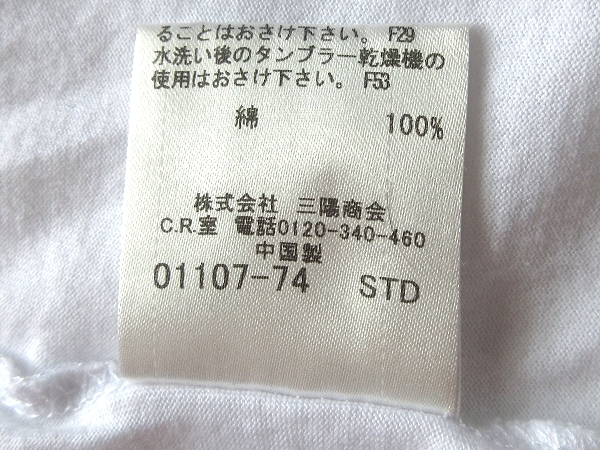 ることはおさけ下さい。 F29
水洗い後のタンブラー乾燥機の
使用はおさけ下さい。 F53
綿 100%
株式会社 三陽商会
C.R.室 電話0120-340-460
中国製
01107-74 STD